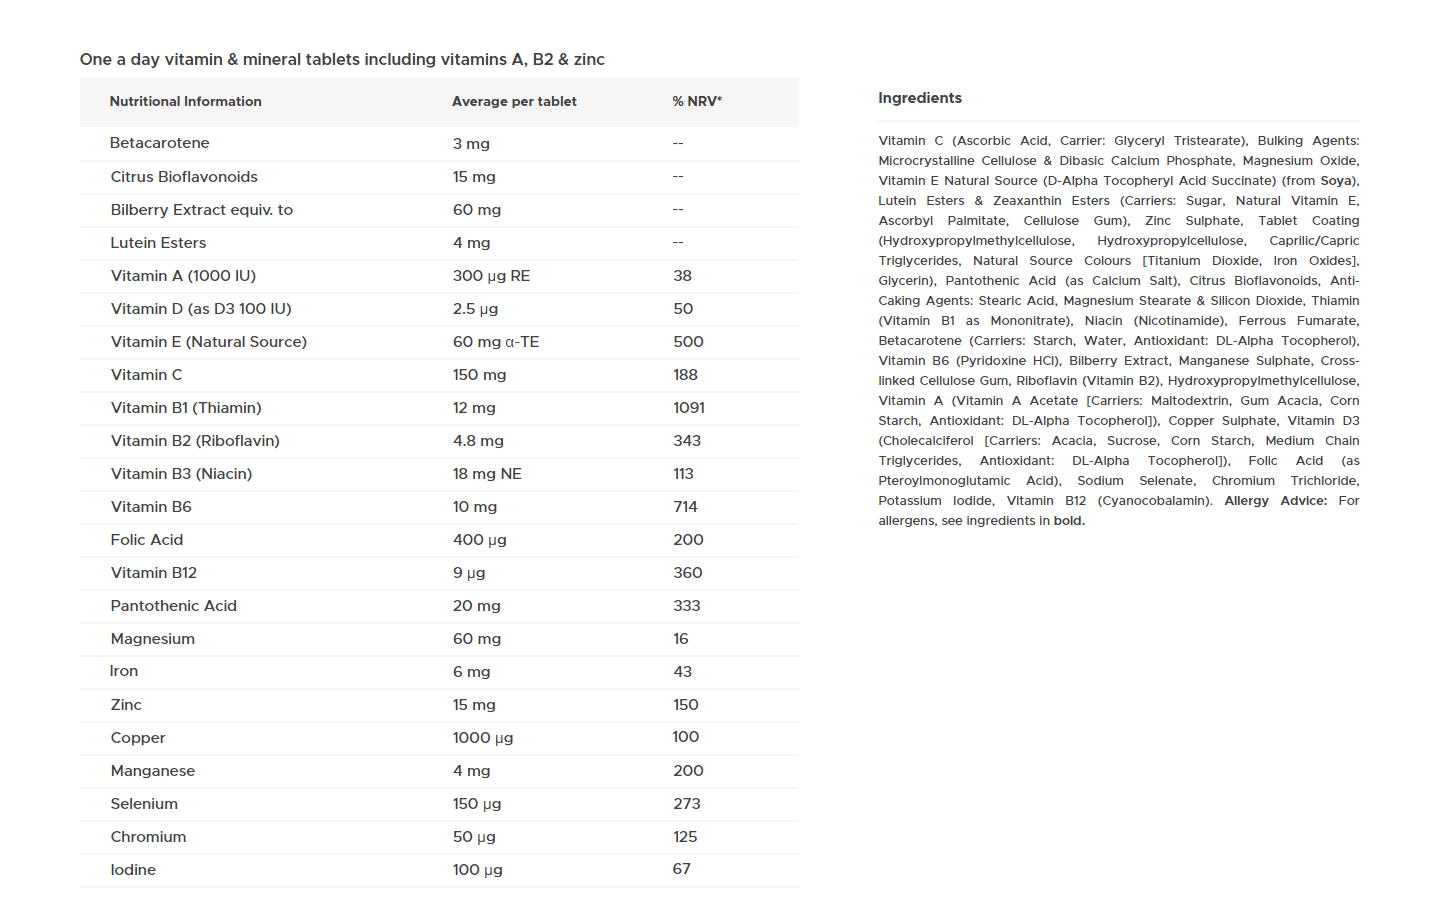 One a day vitamin & mineral tablets including vitamins A, B2 & zinc
Nutritional Information Average per tablet % NRV*
Betacarotene 3 mg --
Citrus Bioflavonoids 15 mg --
Bilberry Extract equiv. to 60 mg --
Lutein Esters 4 mg --
Vitamin A (1000 IU) 300 µg RE 38
Vitamin D (as D3 100 IU) 2.5 µg 50
Vitamin E (Natural Source) 60 mg α-TE 500
Vitamin C 150 mg 188
Vitamin B1 (Thiamin) 12 mg 1091
Vitamin B2 (Riboflavin) 4.8 mg 343
Vitamin B3 (Niacin) 18 mg NE 113
Vitamin B6 10 mg 714
Folic Acid 400 µg 200
Vitamin B12 9 µg 360
Pantothenic Acid 20 mg 333
Magnesium 60 mg 16
Iron 6 mg 43
Zinc 15 mg 150
Copper 1000 µg 100
Manganese 4 mg 200
Selenium 150 µg 273
Chromium 50 µg 125
Iodine 100 µg 67
Ingredients
Vitamin C (Ascorbic Acid, Carrier: Glyceryl Tristearate), Bulking Agents:
Microcrystalline Cellulose & Dibasic Calcium Phosphate, Magnesium Oxide,
Vitamin E Natural Source (D-Alpha Tocopheryl Acid Succinate) (from Soya),
Lutein Esters & Zeaxanthin Esters (Carriers: Sugar, Natural Vitamin E,
Ascorbyl Palmitate, Cellulose Gum), Zinc Sulphate, Tablet Coating
(Hydroxypropylmethylcellulose, Hydroxypropylcellulose, Caprilic/Capric
Triglycerides, Natural Source Colours [Titanium Dioxide, Iron Oxides],
Glycerin), Pantothenic Acid (as Calcium Salt), Citrus Bioflavonoids, Anti-
Caking Agents: Stearic Acid, Magnesium Stearate & Silicon Dioxide, Thiamin
(Vitamin B1 as Mononitrate), Niacin (Nicotinamide), Ferrous Fumarate,
Betacarotene (Carriers: Starch, Water, Antioxidant: DL-Alpha Tocopherol),
Vitamin B6 (Pyridoxine HCl), Bilberry Extract, Manganese Sulphate, Cross-
linked Cellulose Gum, Riboflavin (Vitamin B2), Hydroxypropylmethylcellulose,
Vitamin A (Vitamin A Acetate [Carriers: Maltodextrin, Gum Acacia, Corn
Starch, Antioxidant: DL-Alpha Tocopherol]), Copper Sulphate, Vitamin D3
(Cholecalciferol [Carriers: Acacia, Sucrose, Corn Starch, Medium Chain
Triglycerides, Antioxidant: DL-Alpha Tocopherol]), Folic Acid (as
Pteroylmonoglutamic Acid), Sodium Selenate, Chromium Trichloride,
Potassium Iodide, Vitamin B12 (Cyanocobalamin). Allergy Advice: For
allergens, see ingredients in bold.